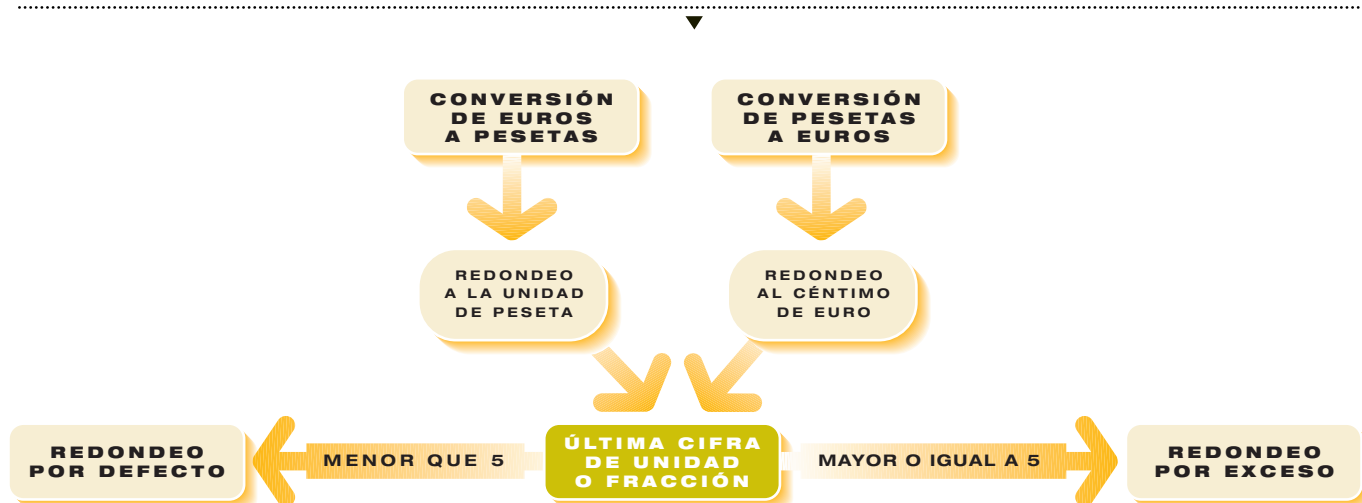 CONVERSIÓN
DE EUROS
A PESETAS
CONVERSIÓN
DE PESETAS
A EUROS
REDONDEO
A LA UNIDAD
DE PESETA
REDONDEO
AL CÉNTIMO
DE EURO
REDONDEO
POR DEFECTO
MENOR QUE 5
ÚLTIMA CIFRA
DE UNIDAD
O FRACCIÓN
MAYOR O IGUAL A 5
REDONDEO
POR EXCESO